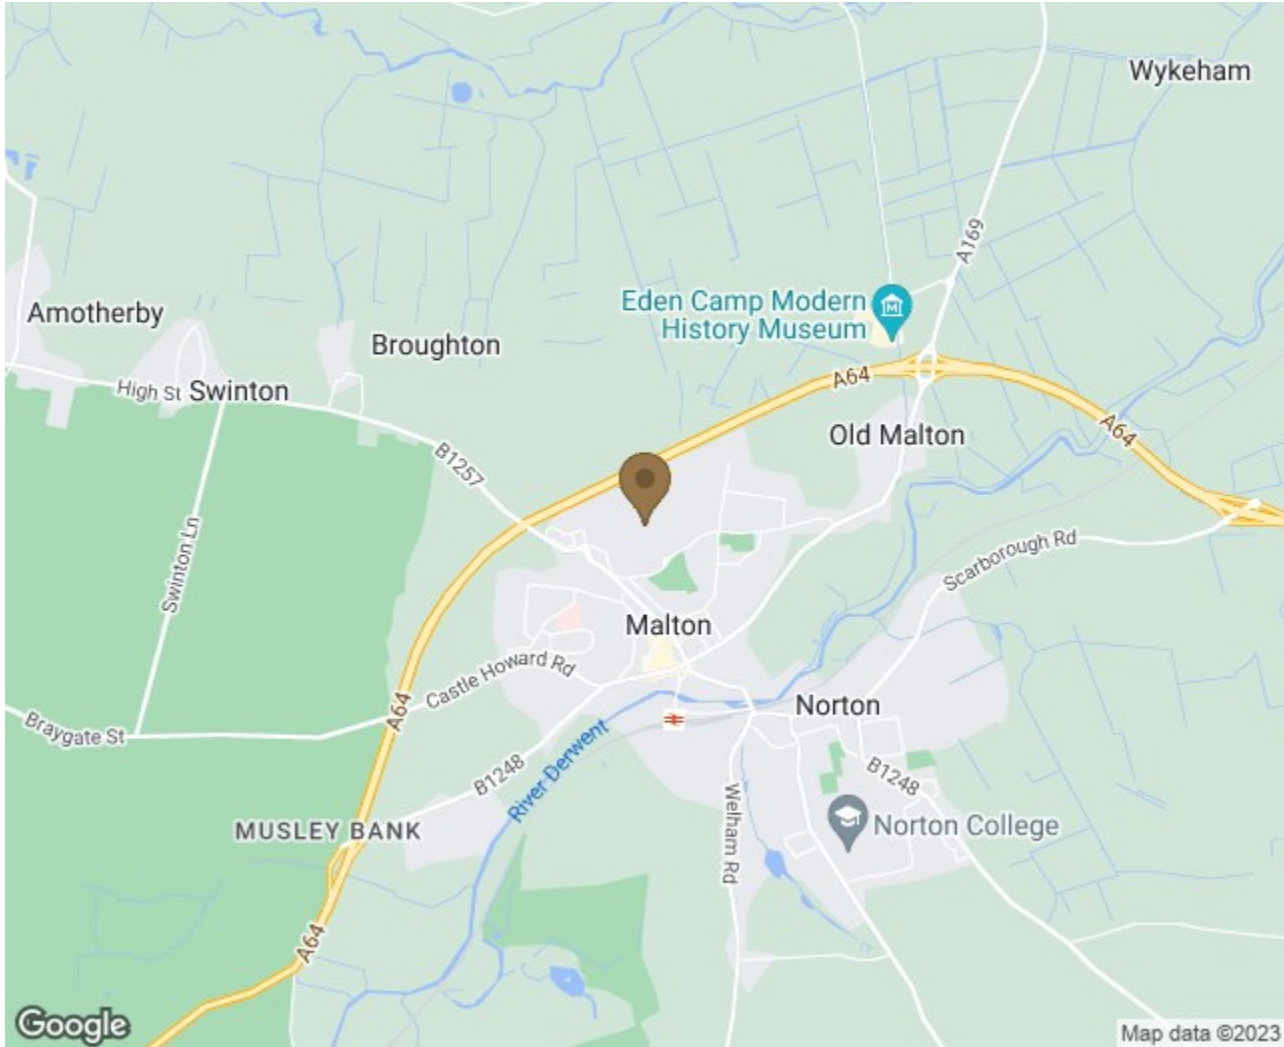 Wykeham
A169
Eden Camp Modern
History Museum
Amotherby
Broughton
High St
Swinton
A64
Old Malton
A64
B1257
Swinton Ln
Scarborough Rd
Malton
Castle Howard Rd
A64
Braygate St
Norton
River Derwent
B1248
B1248
Welham Rd
MUSLEY BANK
Norton College
A64
Google
Map data ©2023